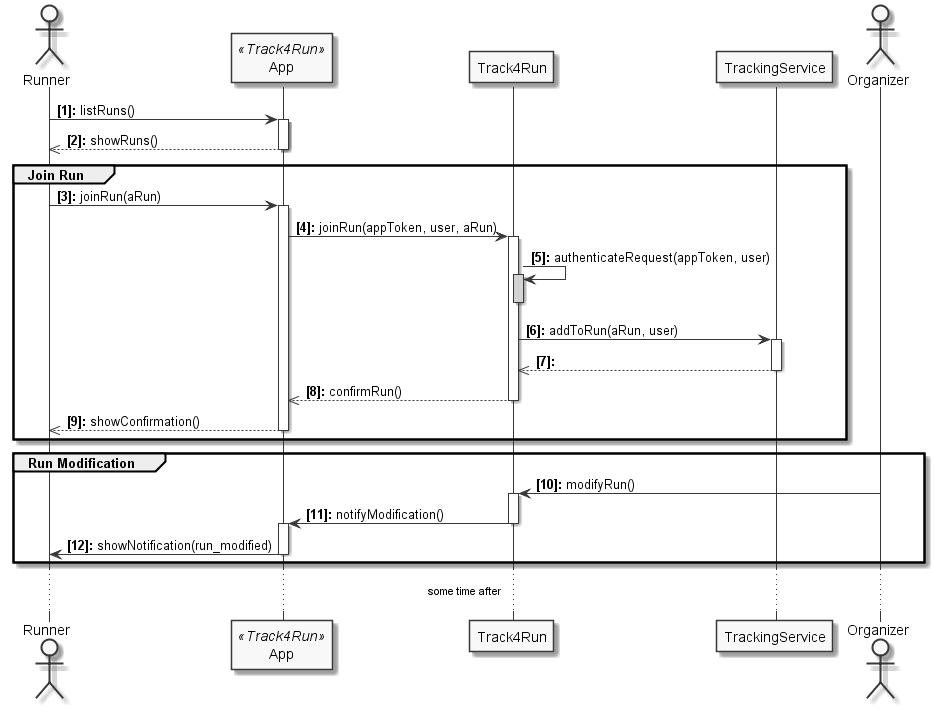 «Track4Run»
App
Track4Run
TrackingService
Runner
Organizer
[1]: listRuns()
[2]: showRuns()
Join Run
[3]: joinRun(aRun)
[4]: joinRun(appToken, user, aRun)
[5]: authenticateRequest(appToken, user)
[6]: addToRun(aRun, user)
[7]:
[8]: confirmRun()
[9]: showConfirmation()
Run Modification
[10]: modifyRun()
[11]: notifyModification()
[12]: showNotification(run_modified)
some time after
Runner
«Track4Run»
App
Track4Run
TrackingService
Organizer